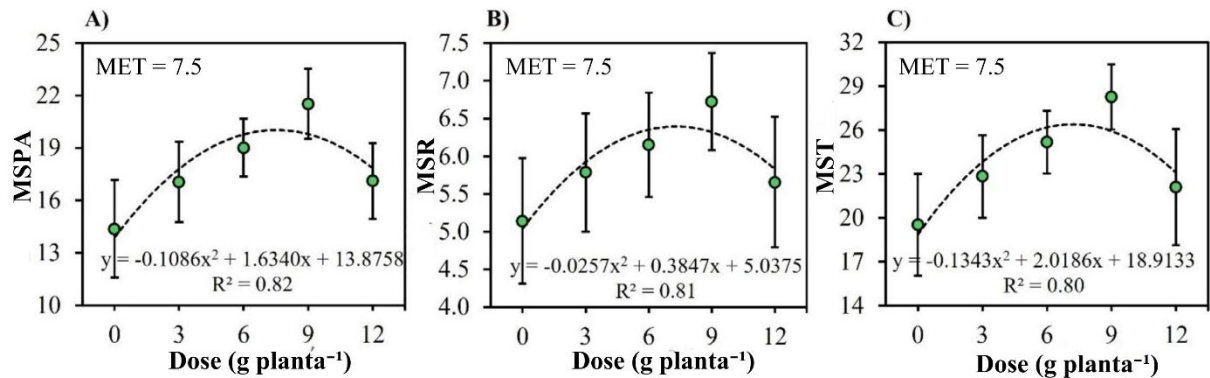 A)
MSPA
25
22
19
16
13
10
MET = 7.5
y = -0.1086x² + 1.6340x + 13.8758
R² = 0.82
0 3 6 9 12
Dose (g planta⁻¹)
B)
MSR
7.5
7.0
6.5
6.0
5.5
5.0
4.5
4.0
MET = 7.5
y = -0.0257x² + 0.3847x + 5.0375
R² = 0.81
0 3 6 9 12
Dose (g planta⁻¹)
C)
MST
32
29
26
23
20
17
14
MET = 7.5
y = -0.1343x² + 2.0186x + 18.9133
R² = 0.80
0 3 6 9 12
Dose (g planta⁻¹)